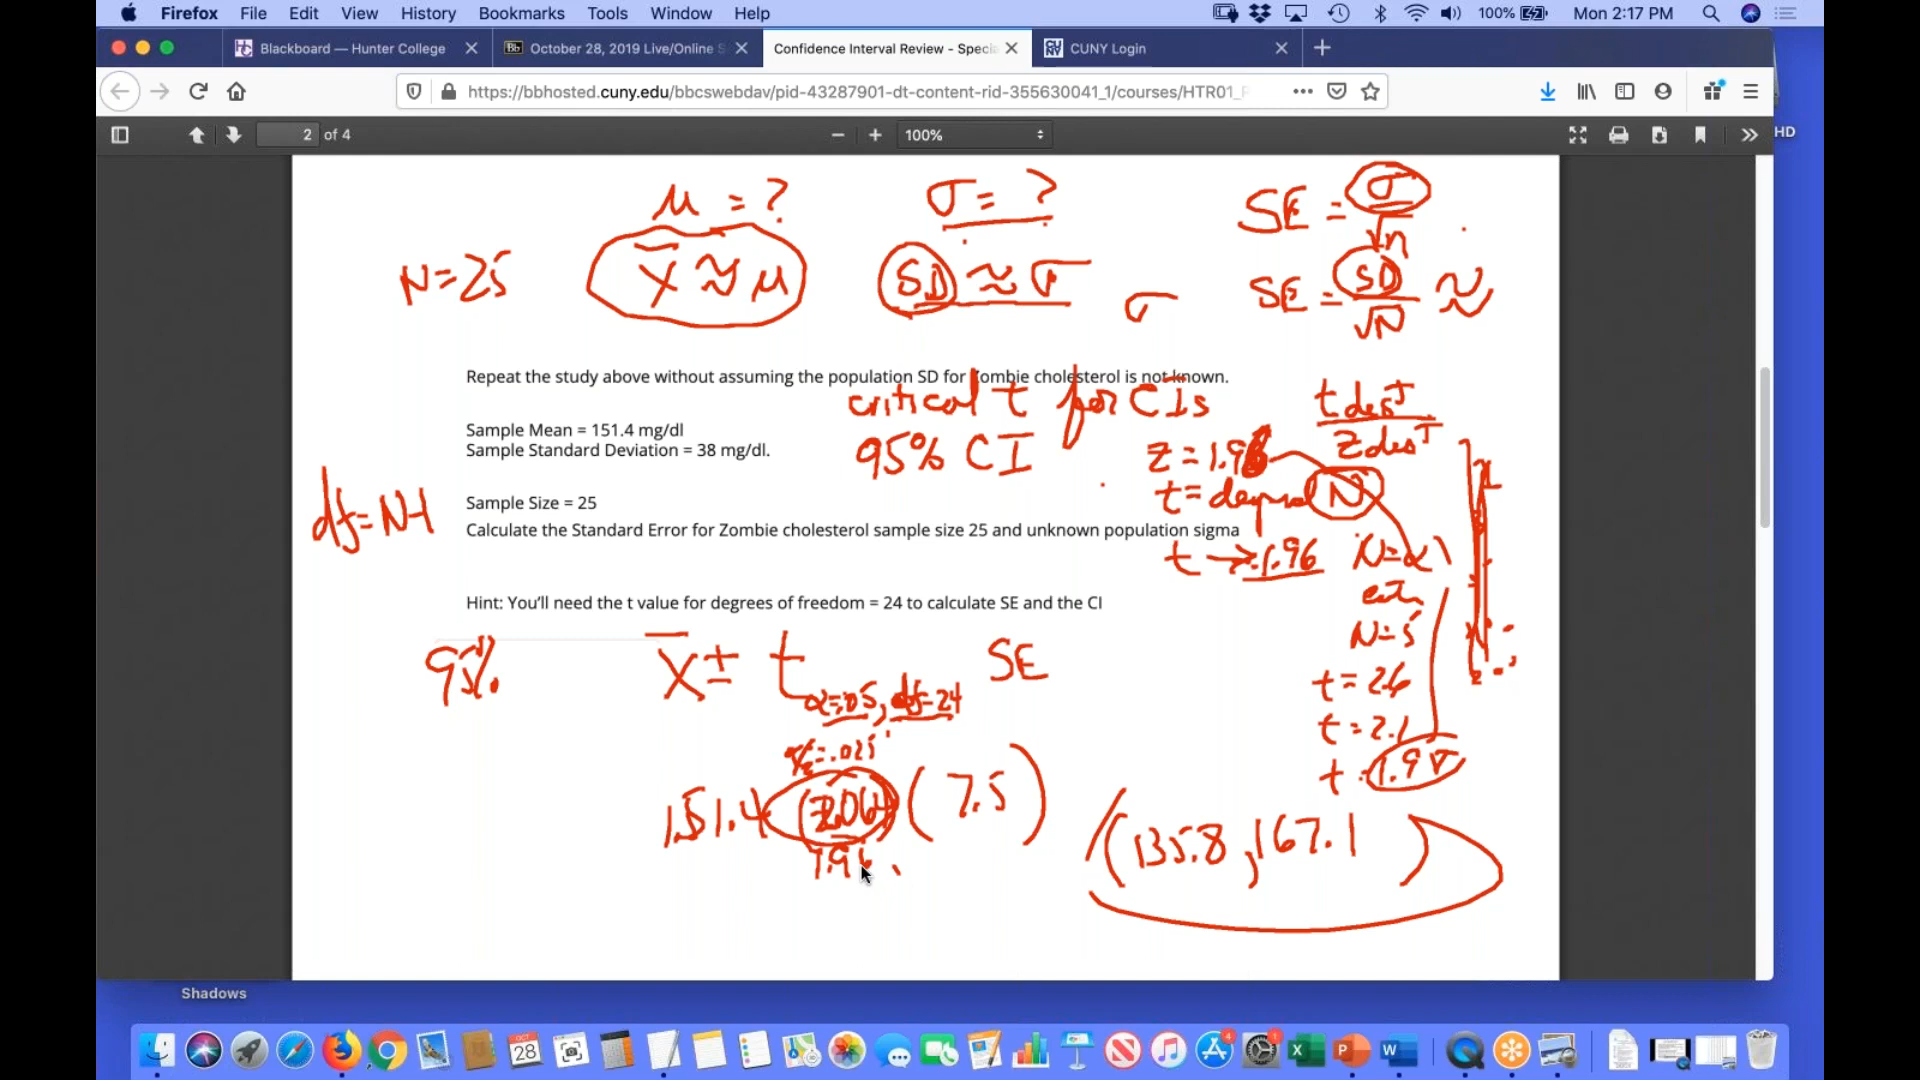 Firefox File Edit View History Bookmarks Tools Window Help 100% Mon 2:17 PM
Blackboard — Hunter College October 28, 2019 Live/Online S Confidence Interval Review - Specia CUNY Login
https://bbhosted.cuny.edu/bbcswebdav/pid-43287901-dt-content-rid-355630041_1/courses/HTR01_
2 of 4 100% HD
μ = ? σ = ? SE = σ/√n
N=25 X̄ ≈ μ SD ≈ σ σ SE = SD/√N ≈
Repeat the study above without assuming the population SD for Zombie cholesterol is not known.
critical t for CIs
Sample Mean = 151.4 mg/dl
Sample Standard Deviation = 38 mg/dl.
95% CI
z = 1.96
t = N
df = N-1
Sample Size = 25
Calculate the Standard Error for Zombie cholesterol sample size 25 and unknown population sigma
t → 1.96
N=5
Hint: You'll need the t value for degrees of freedom = 24 to calculate SE and the CI
95% X̄ ± t α=.05, df=24 SE
t = 2.6
t = 2.1
α/2 = .025
151.4 (2.06) (7.5)
1.96
(135.8, 167.1)
Shadows
OCT 28